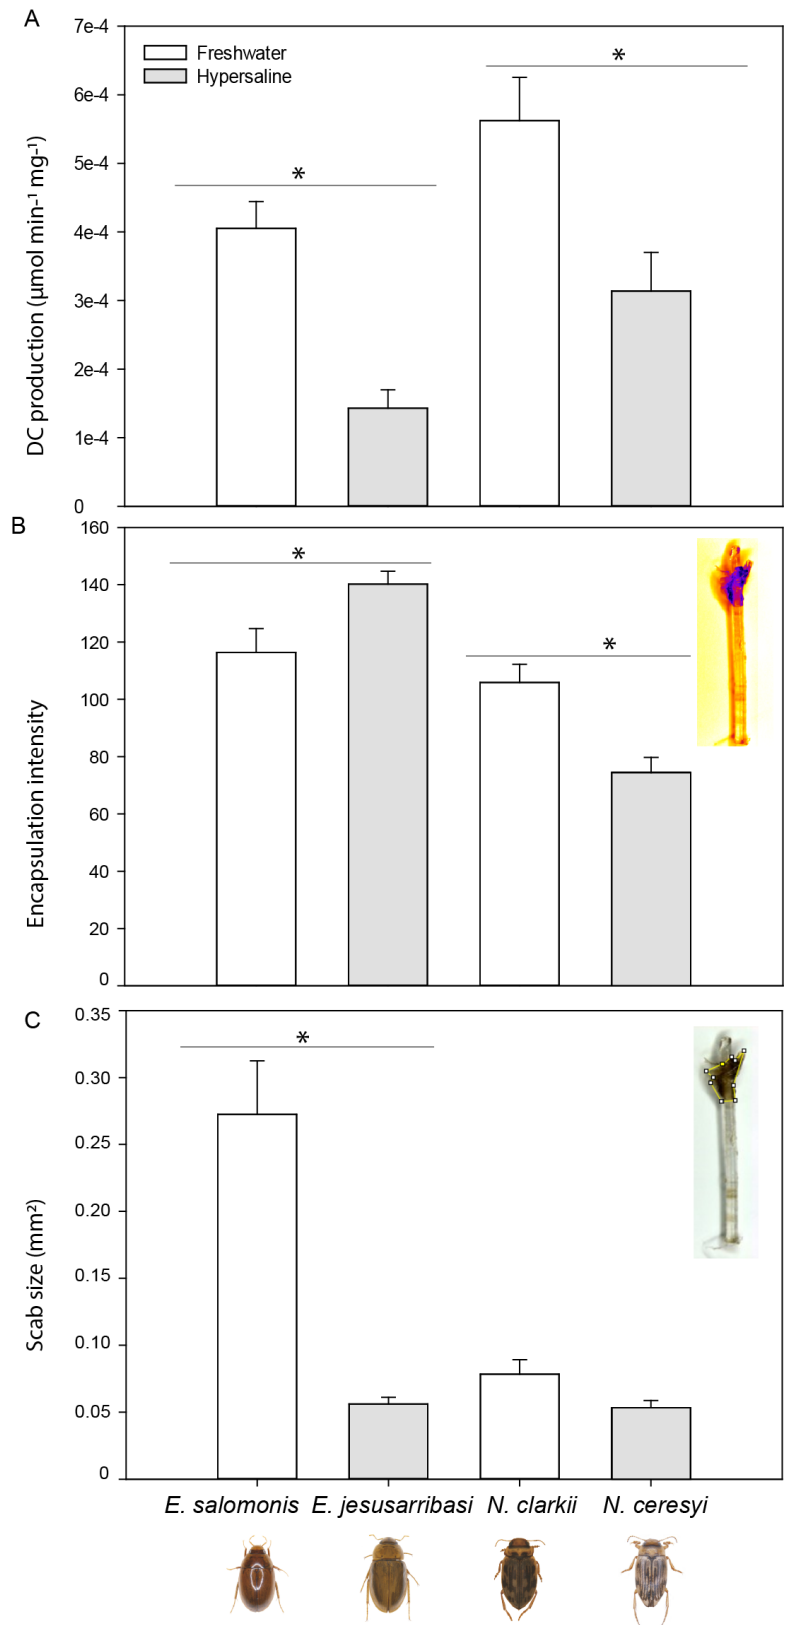 A
7e-4
6e-4
5e-4
4e-4
3e-4
2e-4
1e-4
0
DC production (µmol min-¹ mg-¹)
Freshwater
Hypersaline
*
*
B
160
140
120
100
80
60
40
20
0
Encapsulation intensity
*
*
C
0.35
0.30
0.25
0.20
0.15
0.10
0.05
0
Scab size (mm²)
*
E. salomonis E. jesusarribasi N. clarkii N. ceresyi